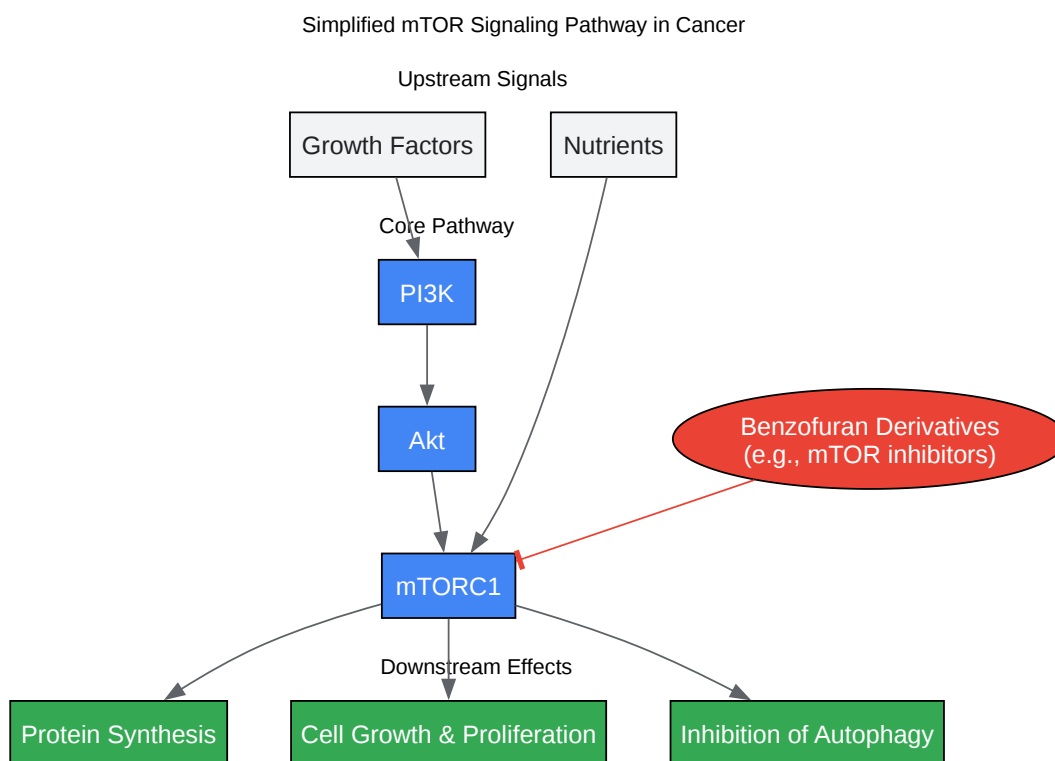 Simplified mTOR Signaling Pathway in Cancer
Upstream Signals
Growth Factors
Nutrients
Core Pathway
PI3K
Akt
Benzofuran Derivatives
(e.g., mTOR inhibitors)
mTORC1
Downstream Effects
Protein Synthesis
Cell Growth & Proliferation
Inhibition of Autophagy